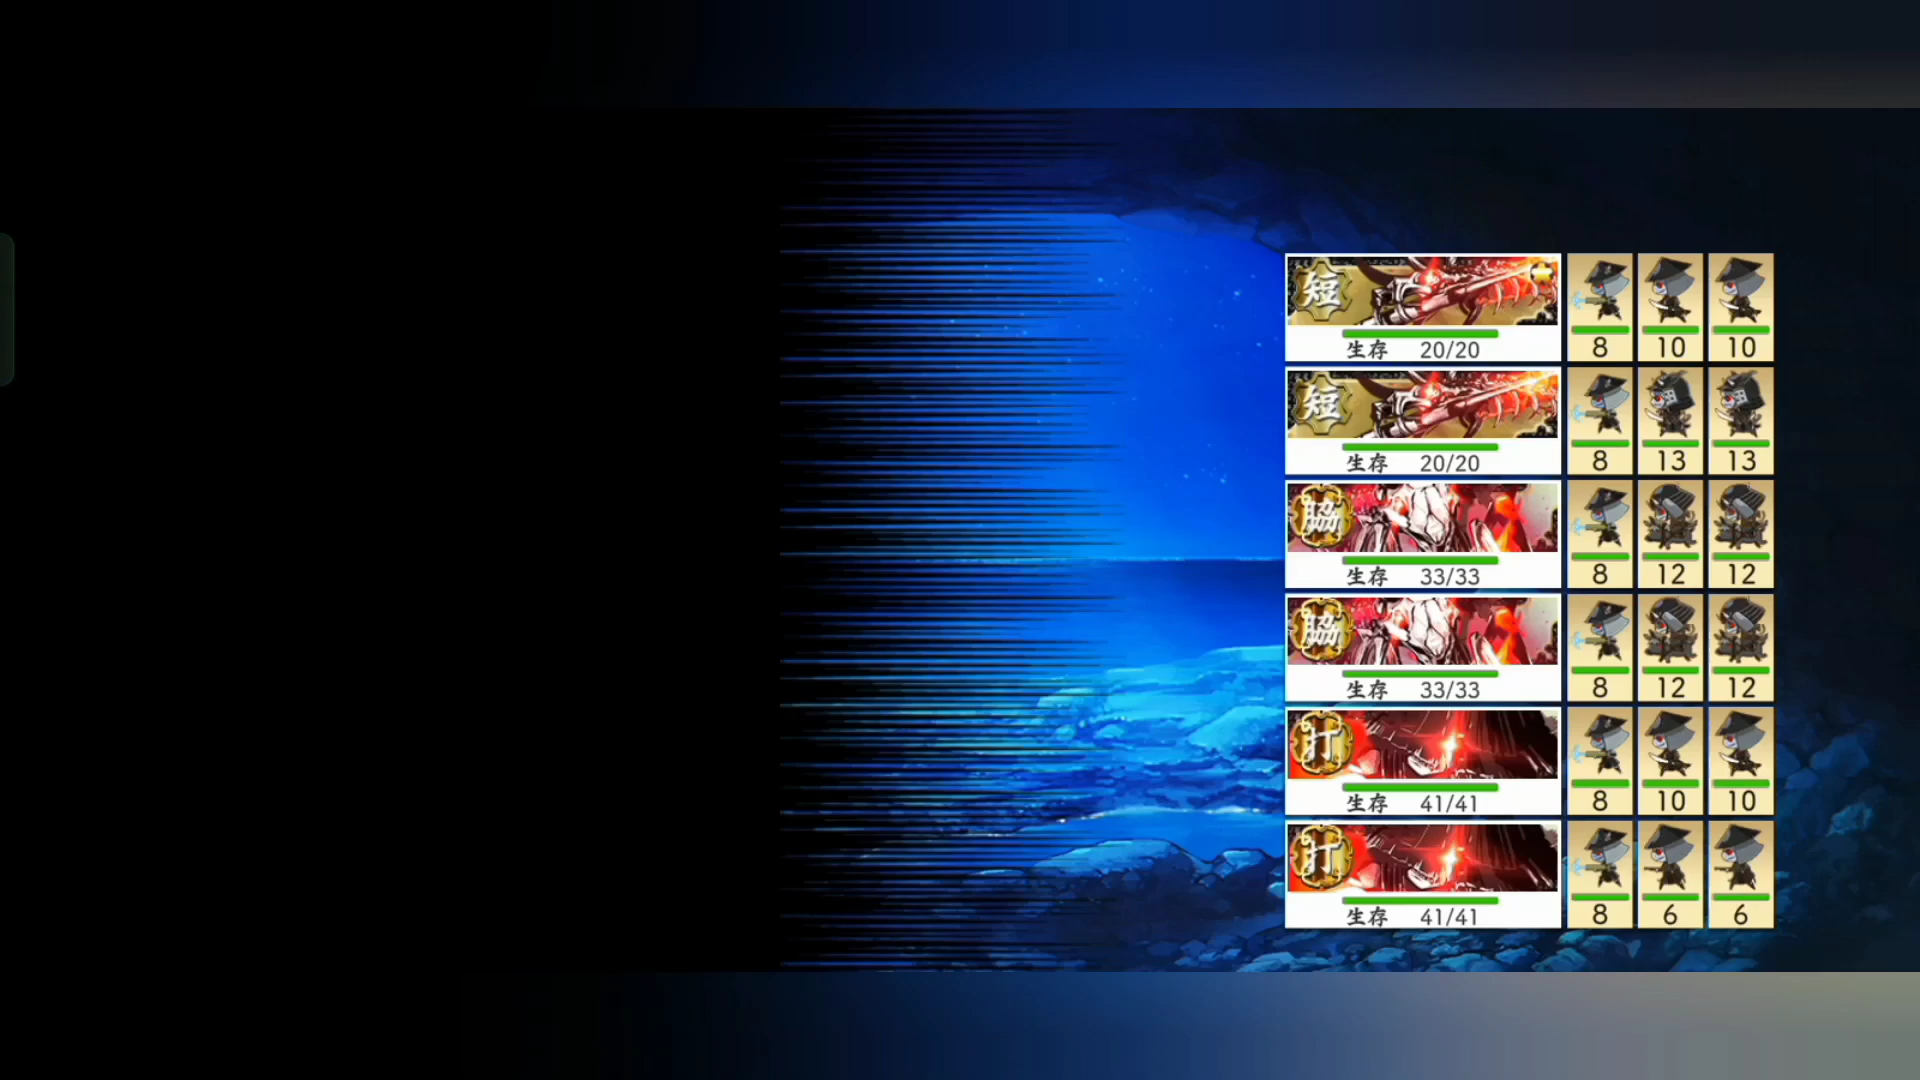 短
生存 20/20 8 10 10
短
生存 20/20 8 13 13
脇
生存 33/33 8 12 12
脇
生存 33/33 8 12 12
打
生存 41/41 8 10 10
打
生存 41/41 8 6 6